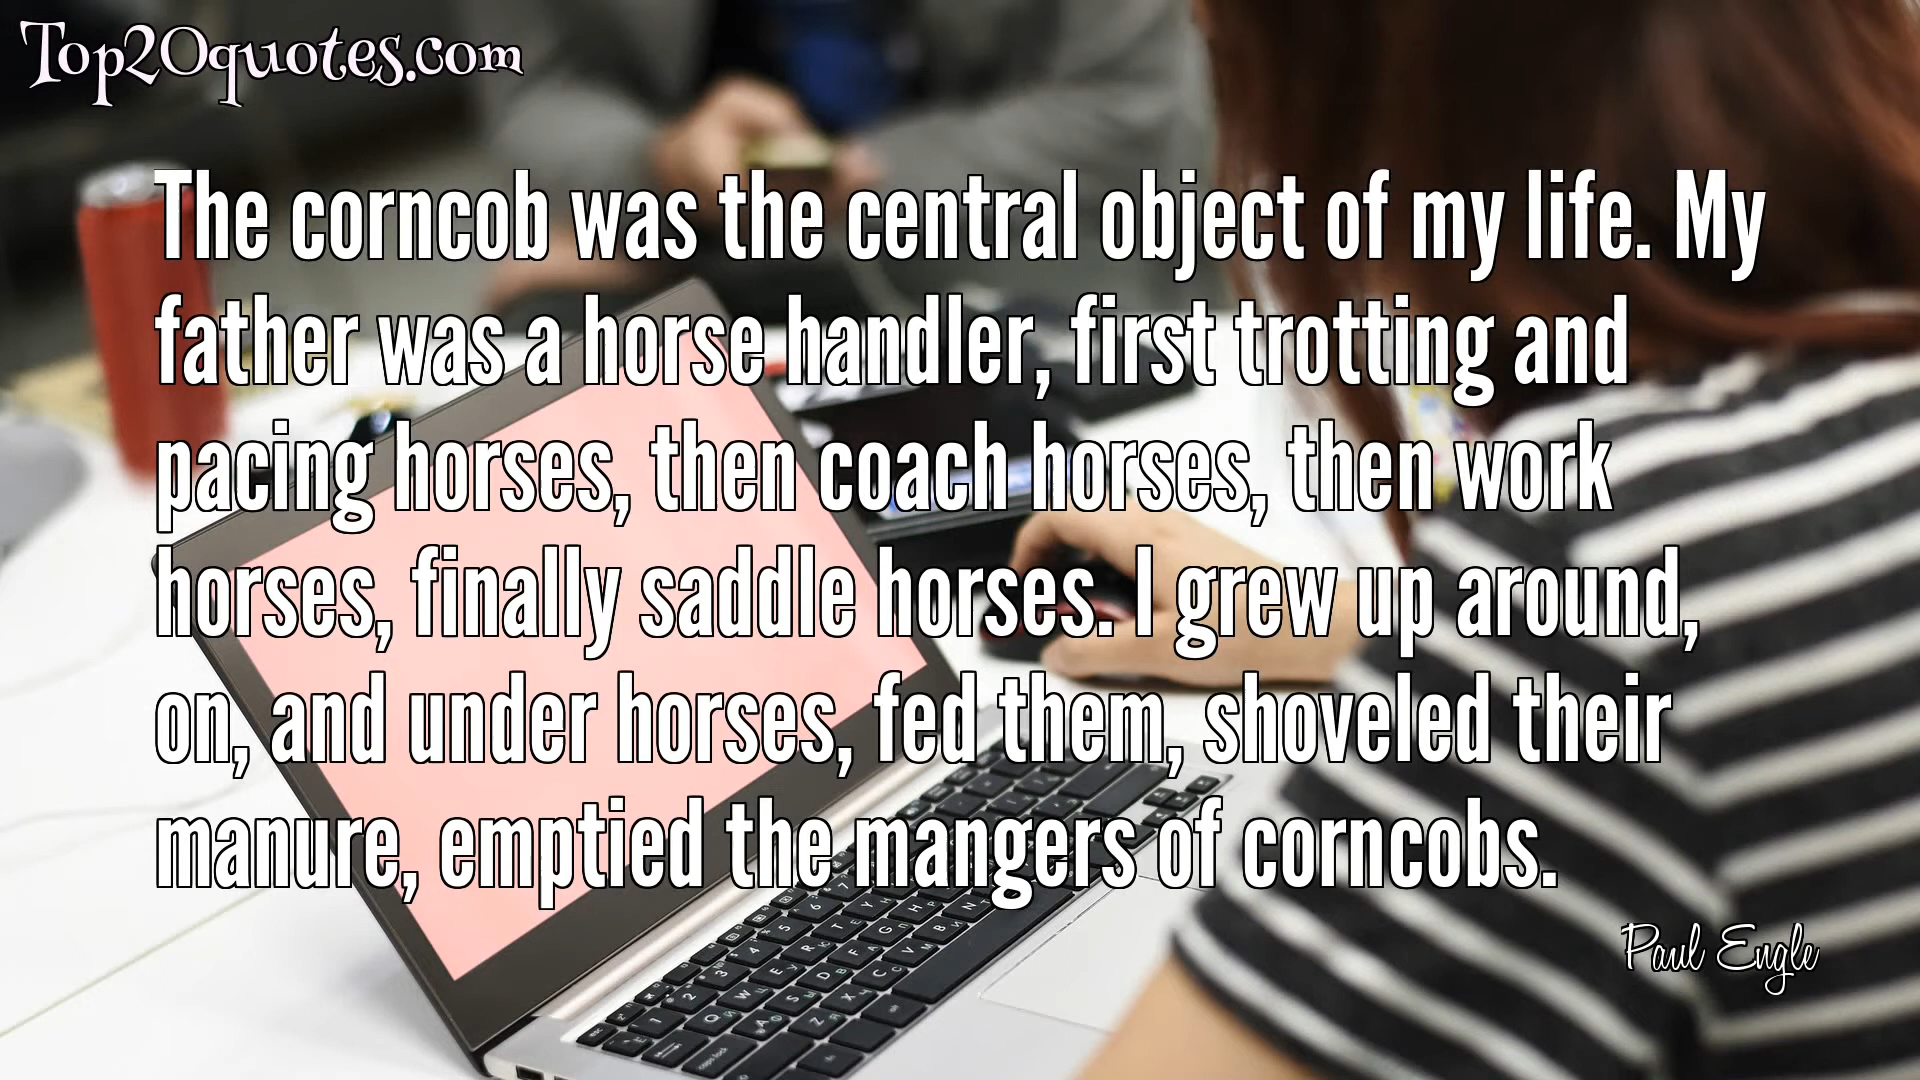 Top20quotes.com
The corncob was the central object of my life. My
father was a horse handler, first trotting and
pacing horses, then coach horses, then work
horses, finally saddle horses. I grew up around,
on, and under horses, fed them, shoveled their
manure, emptied the mangers of corncobs.
Paul Engle